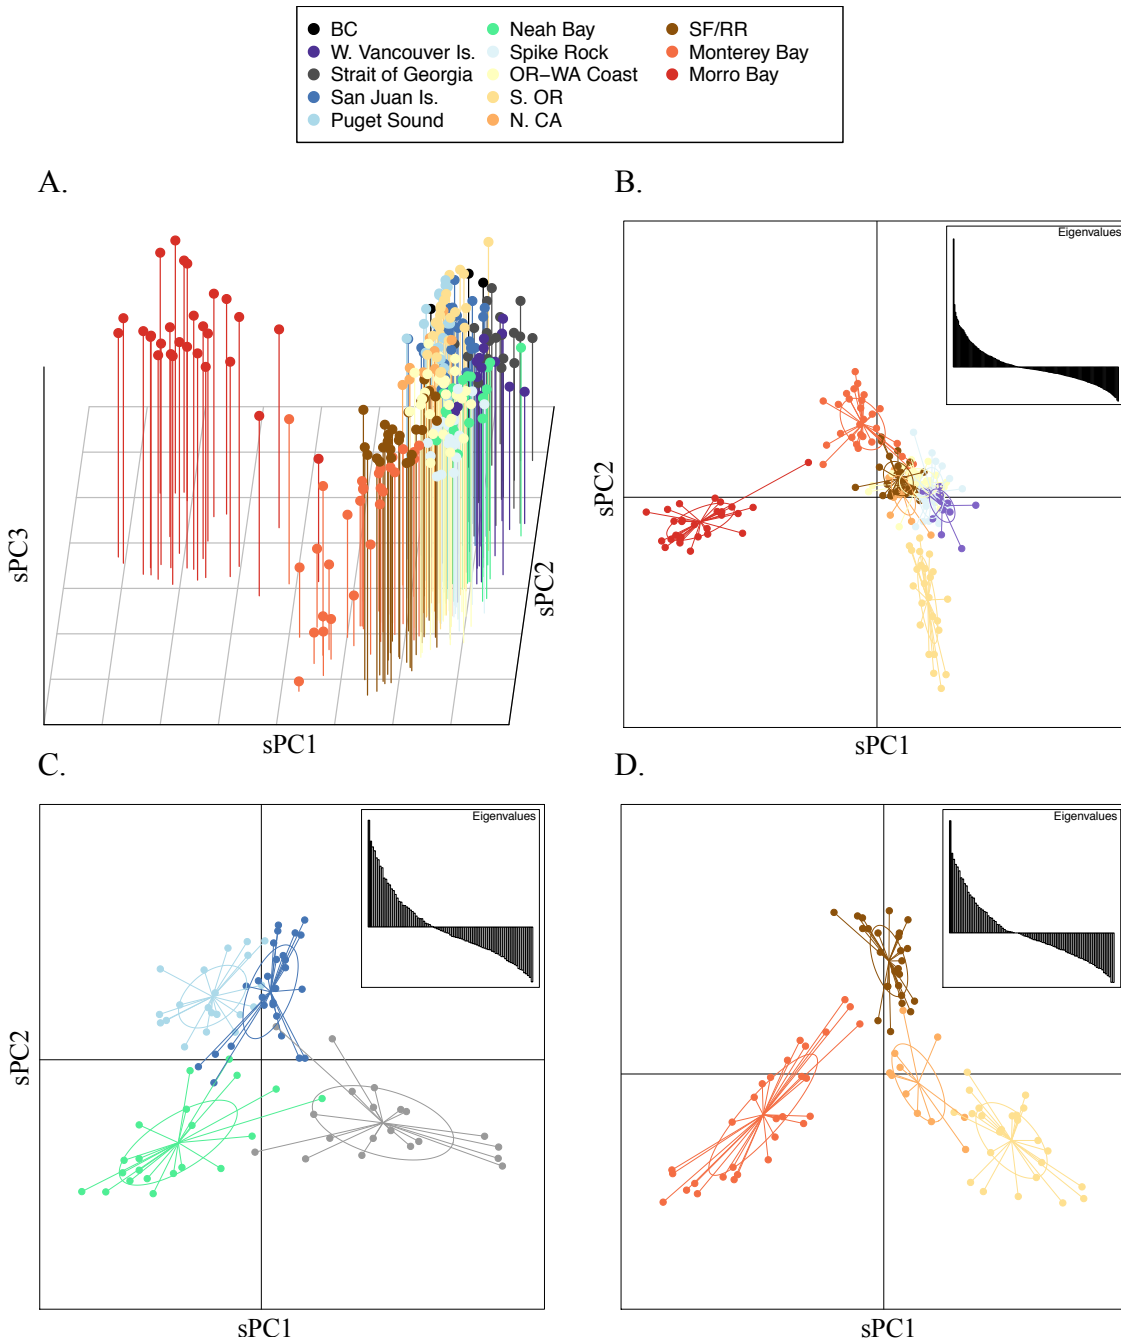 BC
W. Vancouver Is.
Strait of Georgia
San Juan Is.
Puget Sound
Neah Bay
Spike Rock
OR−WA Coast
S. OR
N. CA
SF/RR
Monterey Bay
Morro Bay
A.
sPC3
sPC2
sPC1
B.
Eigenvalues
sPC2
sPC1
C.
Eigenvalues
sPC2
sPC1
D.
Eigenvalues
sPC1